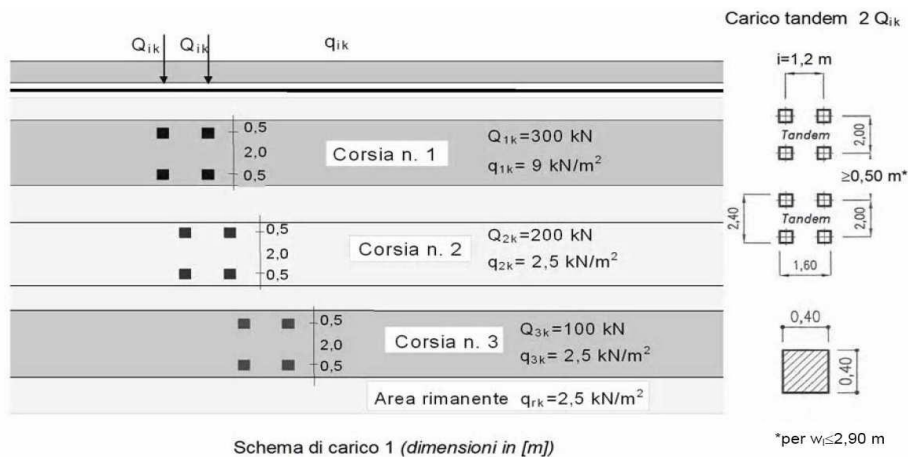 Carico tandem 2 Qik
Qik Qik qik
i=1,2 m
0,5
2,0
0,5
Corsia n. 1
Q1k=300 kN
q1k= 9 kN/m²
Tandem
2,00
≥0,50 m*
0,5
2,0
0,5
Corsia n. 2
Q2k=200 kN
q2k= 2,5 kN/m²
2,40
Tandem
2,00
1,60
0,5
2,0
0,5
Corsia n. 3
Q3k=100 kN
q3k= 2,5 kN/m²
0,40
0,40
Area rimanente qrk=2,5 kN/m²
Schema di carico 1 (dimensioni in [m])
*per wl≤2,90 m